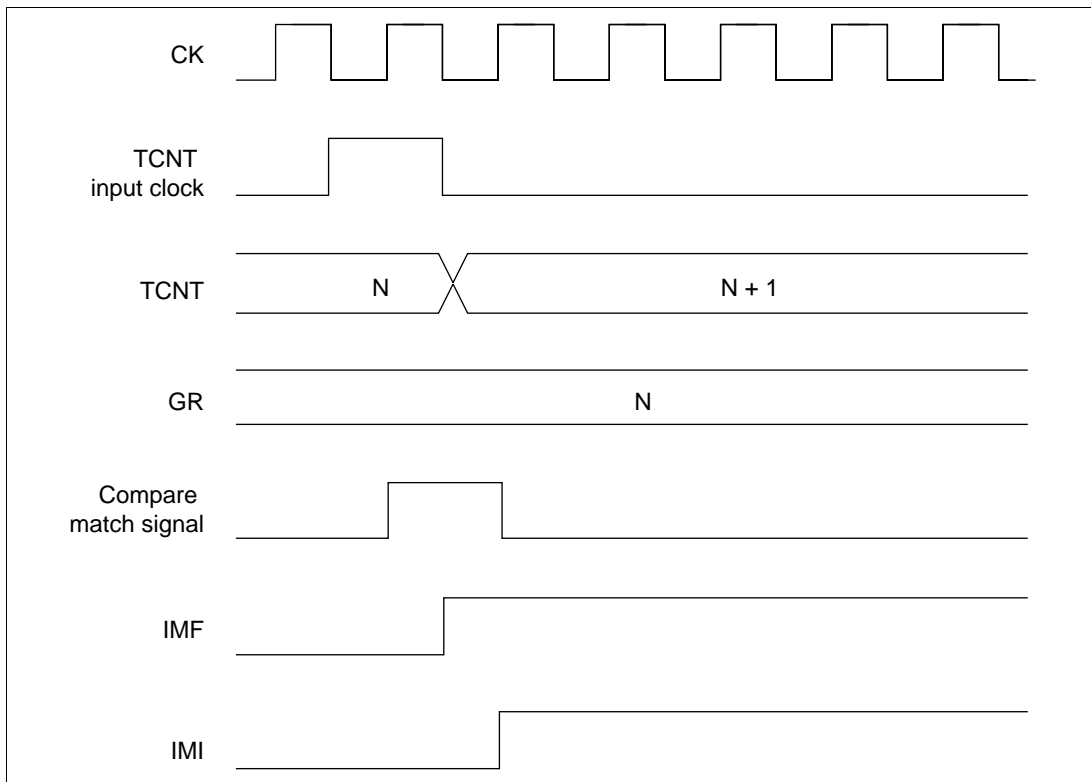 CK
TCNT
input clock
TCNT
N
N + 1
GR
N
Compare
match signal
IMF
IMI